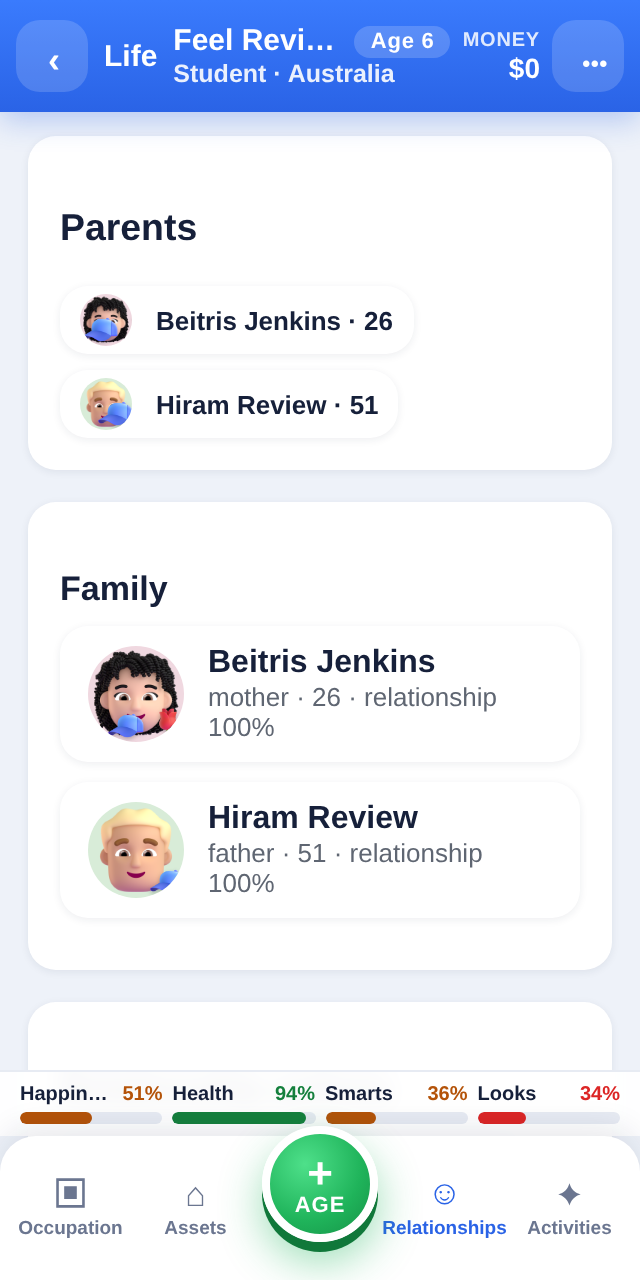 ‹
Life
Feel Revi...
Age 6
Student · Australia
MONEY
$0
•••
Parents
Beitris Jenkins · 26
Hiram Review · 51
Family
Beitris Jenkins
mother · 26 · relationship
100%
Hiram Review
father · 51 · relationship
100%
Happin... 51%
Health 94%
Smarts 36%
Looks 34%
Occupation
Assets
+
AGE
Relationships
Activities